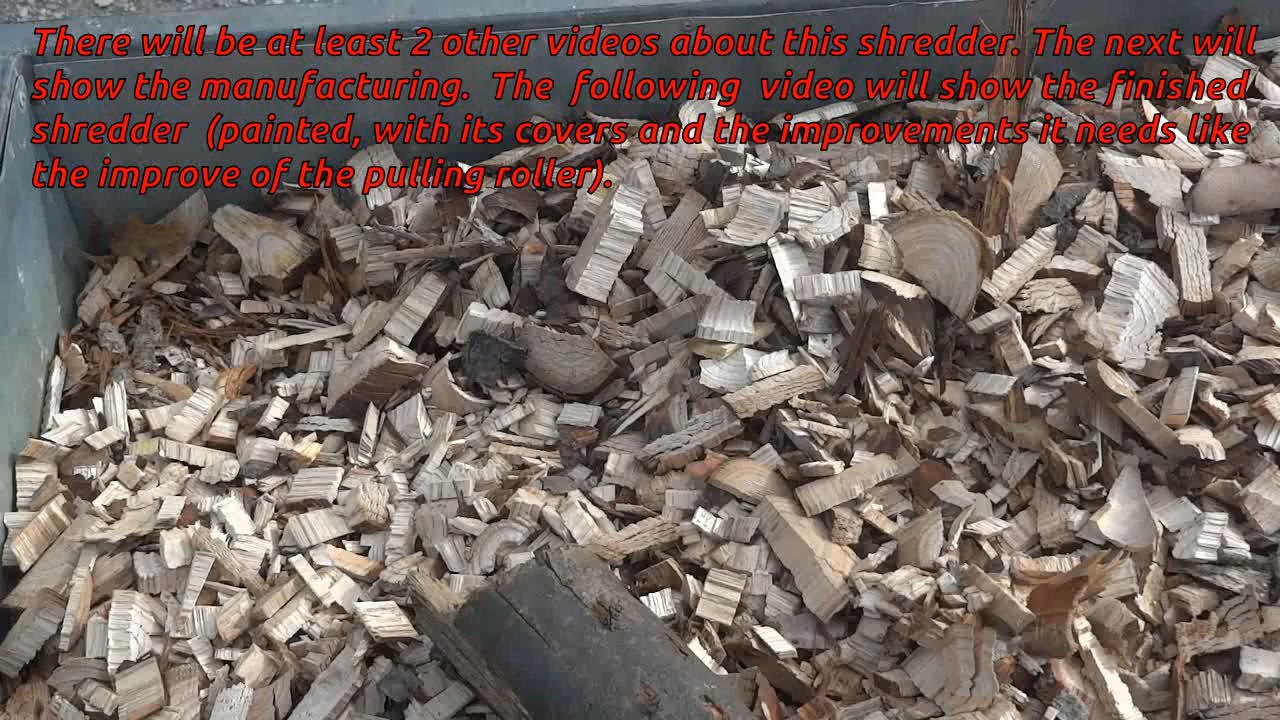 There will be at least 2 other videos about this shredder. The next will
show the manufacturing.  The  following  video will show the finished
shredder  (painted, with its covers and the improvements it needs like
the improve of the pulling roller).